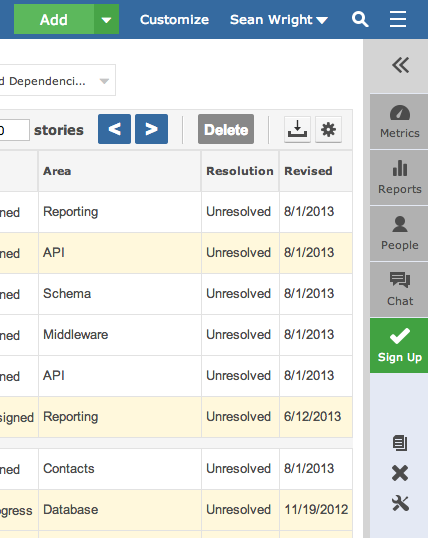 Add Customize Sean Wright
d Dependenci...
0 stories < > Delete
Area Resolution Revised
ned Reporting Unresolved 8/1/2013
ned API Unresolved 8/1/2013
ned Schema Unresolved 8/1/2013
ned Middleware Unresolved 8/1/2013
ned API Unresolved 8/1/2013
signed Reporting Unresolved 6/12/2013
ned Contacts Unresolved 8/1/2013
ogress Database Unresolved 11/19/2012
Metrics
Reports
People
Chat
Sign Up